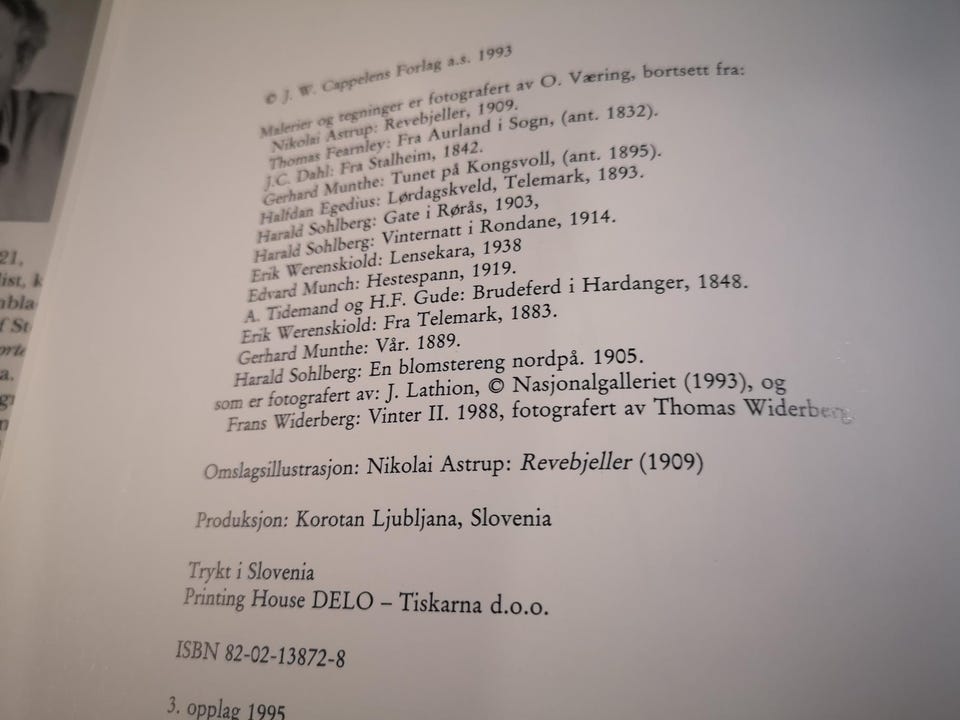 © J. W. Cappelens Forlag a.s. 1993
Malerier og tegninger er fotografert av O. Væring, bortsett fra:
Nikolai Astrup: Revebjeller, 1909.
Thomas Fearnley: Fra Aurland i Sogn, (ant. 1832).
J.C. Dahl: Fra Stalheim, 1842.
Gerhard Munthe: Tunet på Kongsvoll, (ant. 1895).
Halfdan Egedius: Lørdagskveld, Telemark, 1893.
Harald Sohlberg: Gate i Rørås, 1903,
Harald Sohlberg: Vinternatt i Rondane, 1914.
Erik Werenskiold: Lensekara, 1938
Edvard Munch: Hestespann, 1919.
A. Tidemand og H.F. Gude: Brudeferd i Hardanger, 1848.
Erik Werenskiold: Fra Telemark, 1883.
Gerhard Munthe: Vår. 1889.
Harald Sohlberg: En blomstereng nordpå. 1905.
som er fotografert av: J. Lathion, © Nasjonalgalleriet (1993), og
Frans Widerberg: Vinter II. 1988, fotografert av Thomas Widerberg.
Omslagsillustrasjon: Nikolai Astrup: Revebjeller (1909)
Produksjon: Korotan Ljubljana, Slovenia
Trykt i Slovenia
Printing House DELO – Tiskarna d.o.o.
ISBN 82-02-13872-8
3. opplag 1995